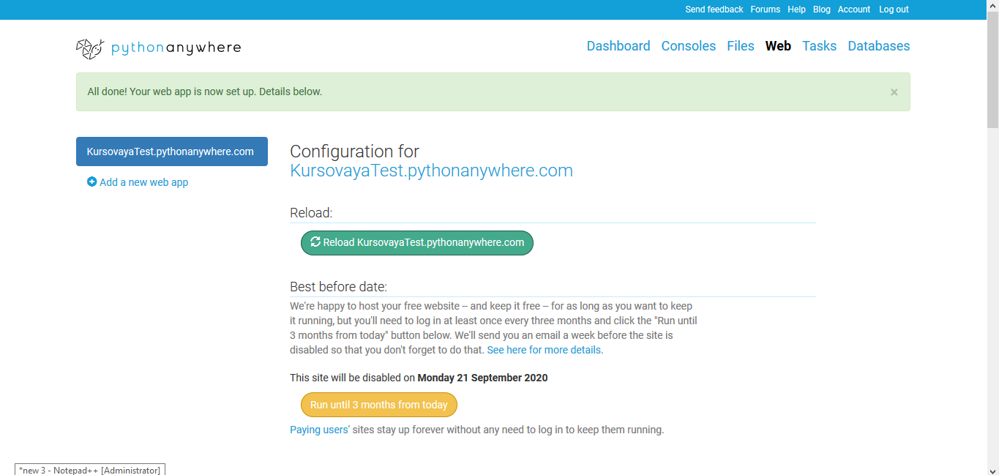 Send feedback Forums Help Blog Account Log out
pythonanywhere
Dashboard Consoles Files Web Tasks Databases
All done! Your web app is now set up. Details below. ×
KursovayaTest.pythonanywhere.com
Add a new web app
Configuration for
KursovayaTest.pythonanywhere.com
Reload:
Reload KursovayaTest.pythonanywhere.com
Best before date:
We're happy to host your free website -- and keep it free -- for as long as you want to keep
it running, but you'll need to log in at least once every three months and click the "Run until
3 months from today" button below. We'll send you an email a week before the site is
disabled so that you don't forget to do that. See here for more details.
This site will be disabled on Monday 21 September 2020
Run until 3 months from today
Paying users' sites stay up forever without any need to log in to keep them running.
*new 3 - Notepad++ [Administrator]